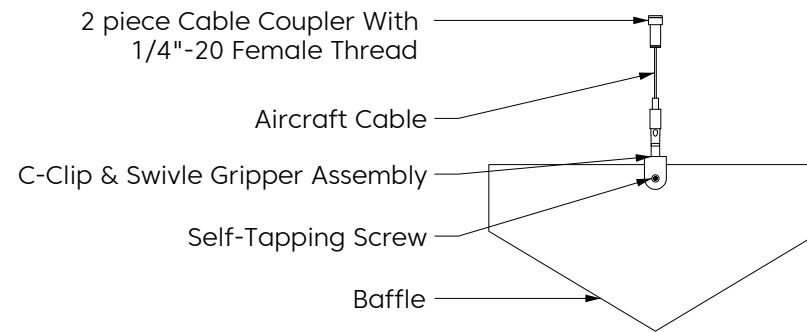 2 piece Cable Coupler With
1/4"-20 Female Thread
Aircraft Cable
C-Clip & Swivle Gripper Assembly
Self-Tapping Screw
Baffle